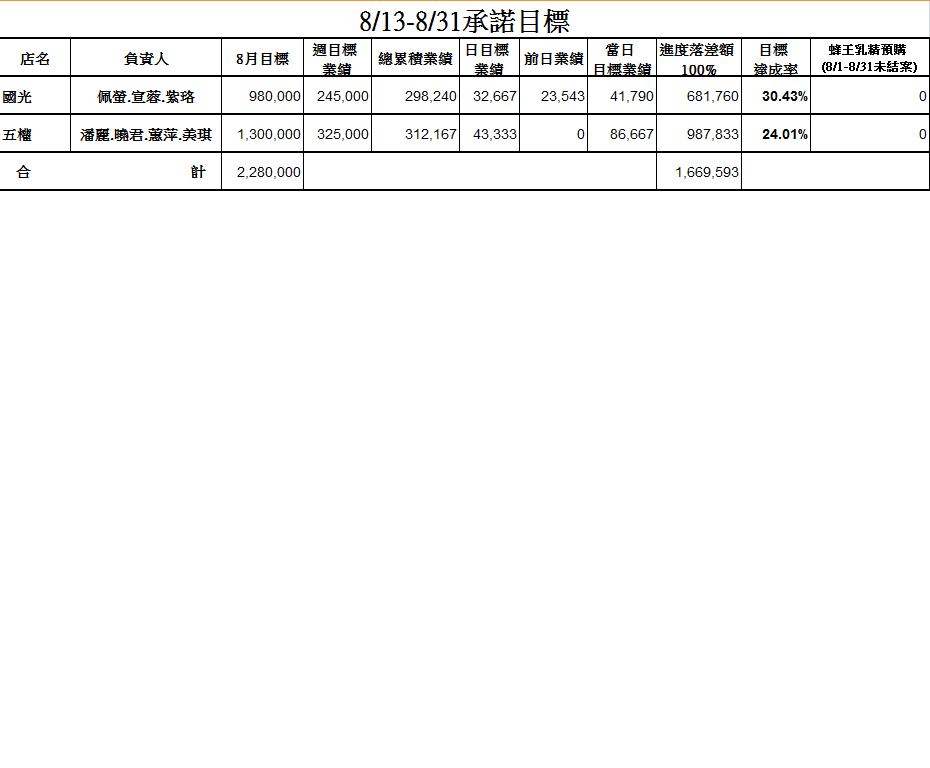 8/13-8/31承諾目標
店名 負責人 8月目標 週目標業績 總累積業績 日目標業績 前日業績 當日目標業績 進度落差額100% 目標達成率 蜂王乳精預購(8/1-8/31未結案)
國光 佩螢.宣蓉.紫珞 980,000 245,000 298,240 32,667 23,543 41,790 681,760 30.43% 0
五權 潘麗.曉君.蕙萍.美琪 1,300,000 325,000 312,167 43,333 0 86,667 987,833 24.01% 0
合計 2,280,000 1,669,593